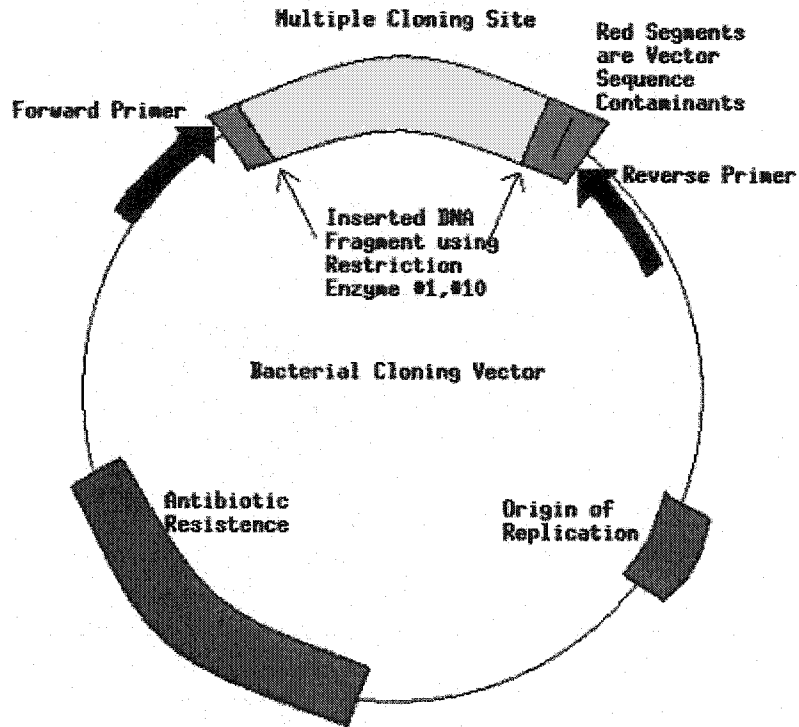 Multiple Cloning Site
Red Segments
are Vector
Sequence
Contaminants
Forward Primer
Reverse Primer
Inserted DNA
Fragment using
Restriction
Enzyme #1,#10
Bacterial Cloning Vector
Antibiotic
Resistence
Origin of
Replication